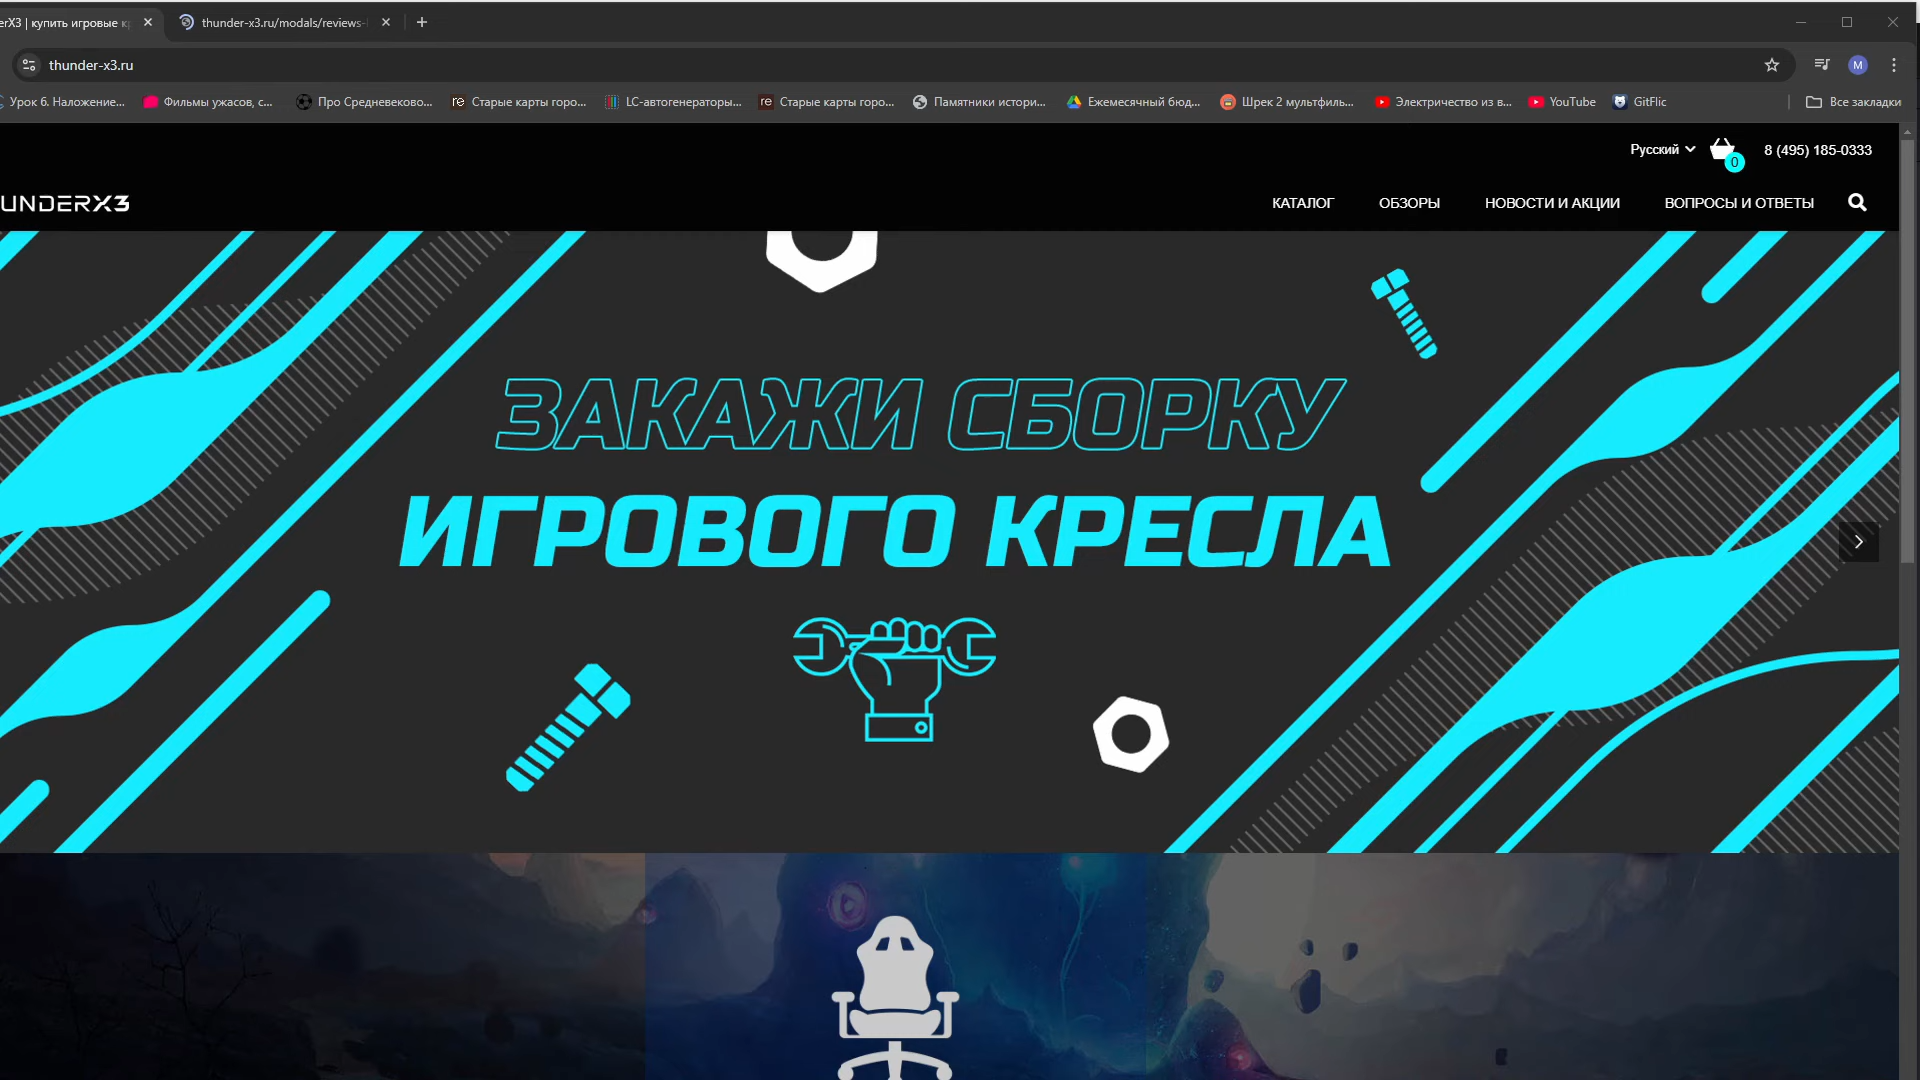 erX3 | купить игровые кр
thunder-x3.ru/modals/reviews-
thunder-x3.ru
Урок 6. Наложение...
Фильмы ужасов, с...
Про Средневеково...
Старые карты горо...
LC-автогенераторы...
Старые карты горо...
Памятники истори...
Ежемесячный бюд...
Шрек 2 мультфиль...
Электричество из в...
YouTube
GitFlic
Все закладки
Русский
0
8 (495) 185-0333
UNDERX3
КАТАЛОГ
ОБЗОРЫ
НОВОСТИ И АКЦИИ
ВОПРОСЫ И ОТВЕТЫ
ЗАКАЖИ СБОРКУ
ИГРОВОГО КРЕСЛА